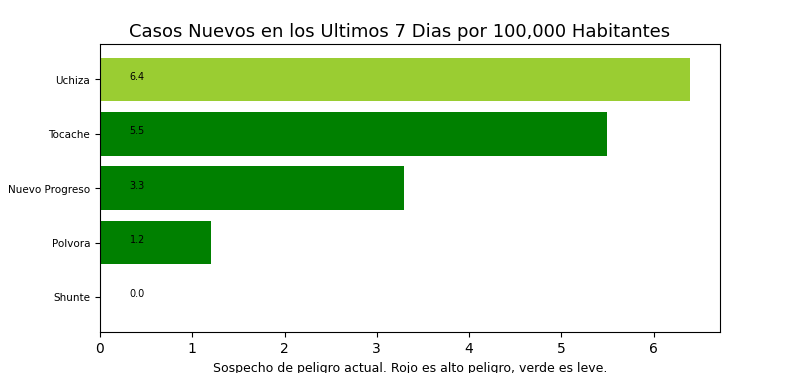 Casos Nuevos en los Ultimos 7 Dias por 100,000 Habitantes
Uchiza 6.4
Tocache 5.5
Nuevo Progreso 3.3
Polvora 1.2
Shunte 0.0
0 1 2 3 4 5 6
Sospecho de peligro actual. Rojo es alto peligro, verde es leve.